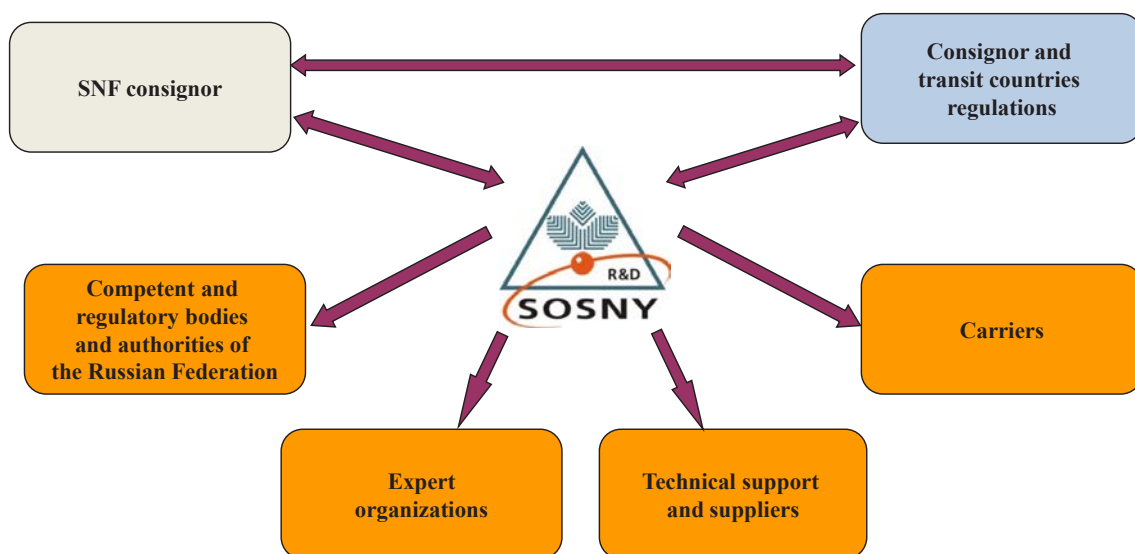 SNF consignor
Consignor and
transit countries
regulations
R&D
SOSNY
Competent and
regulatory bodies
and authorities of
the Russian Federation
Carriers
Expert
organizations
Technical support
and suppliers